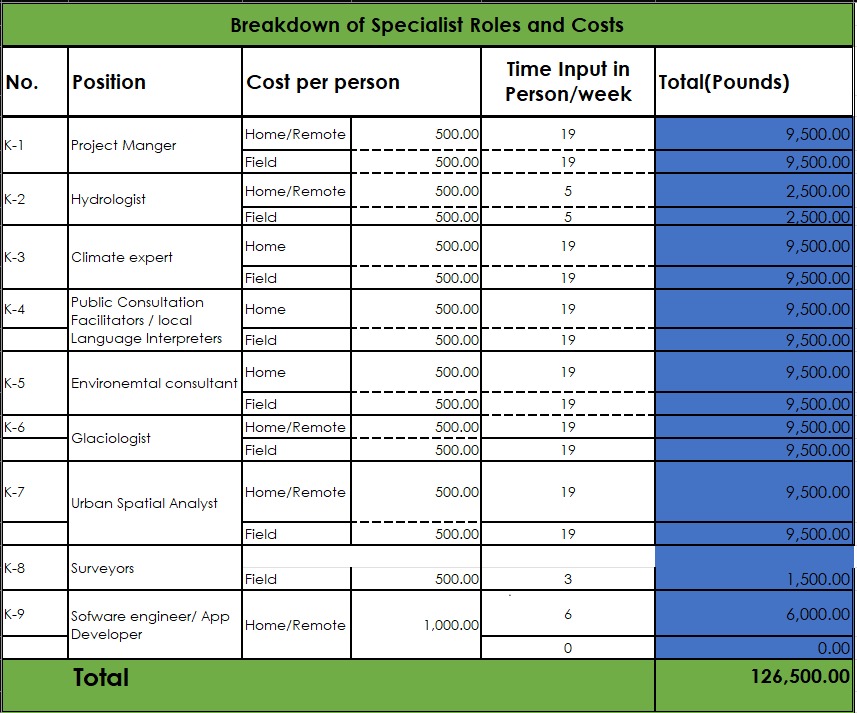 Breakdown of Specialist Roles and Costs
No. Position Cost per person Time Input in Person/week Total(Pounds)
K-1 Project Manger Home/Remote 500.00 19 9,500.00
Field 500.00 19 9,500.00
K-2 Hydrologist Home/Remote 500.00 5 2,500.00
Field 500.00 5 2,500.00
K-3 Climate expert Home 500.00 19 9,500.00
Field 500.00 19 9,500.00
K-4 Public Consultation Facilitators / local Language Interpreters Home 500.00 19 9,500.00
Field 500.00 19 9,500.00
K-5 Environemtal consultant Home 500.00 19 9,500.00
Field 500.00 19 9,500.00
K-6 Glaciologist Home/Remote 500.00 19 9,500.00
Field 500.00 19 9,500.00
K-7 Urban Spatial Analyst Home/Remote 500.00 19 9,500.00
Field 500.00 19 9,500.00
K-8 Surveyors
Field 500.00 3 1,500.00
K-9 Sofware engineer/ App Developer Home/Remote 1,000.00 6 6,000.00
0 0.00
Total 126,500.00